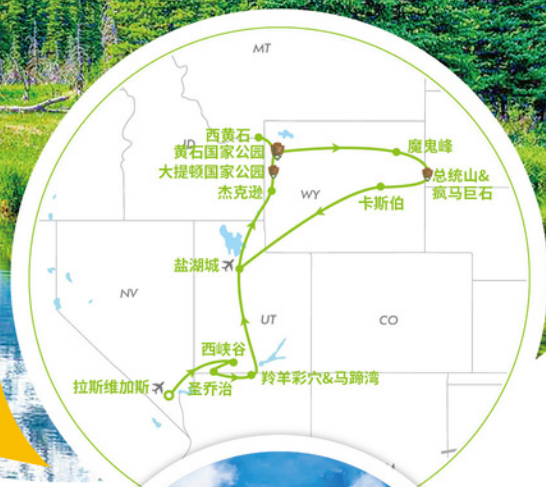 MT
ID
西黄石
黄石国家公园
大提顿国家公园
杰克逊
魔鬼峰
总统山&
疯马巨石
WY
卡斯伯
盐湖城
NV
UT
CO
西峡谷
拉斯维加斯
圣乔治
羚羊彩穴&马蹄湾